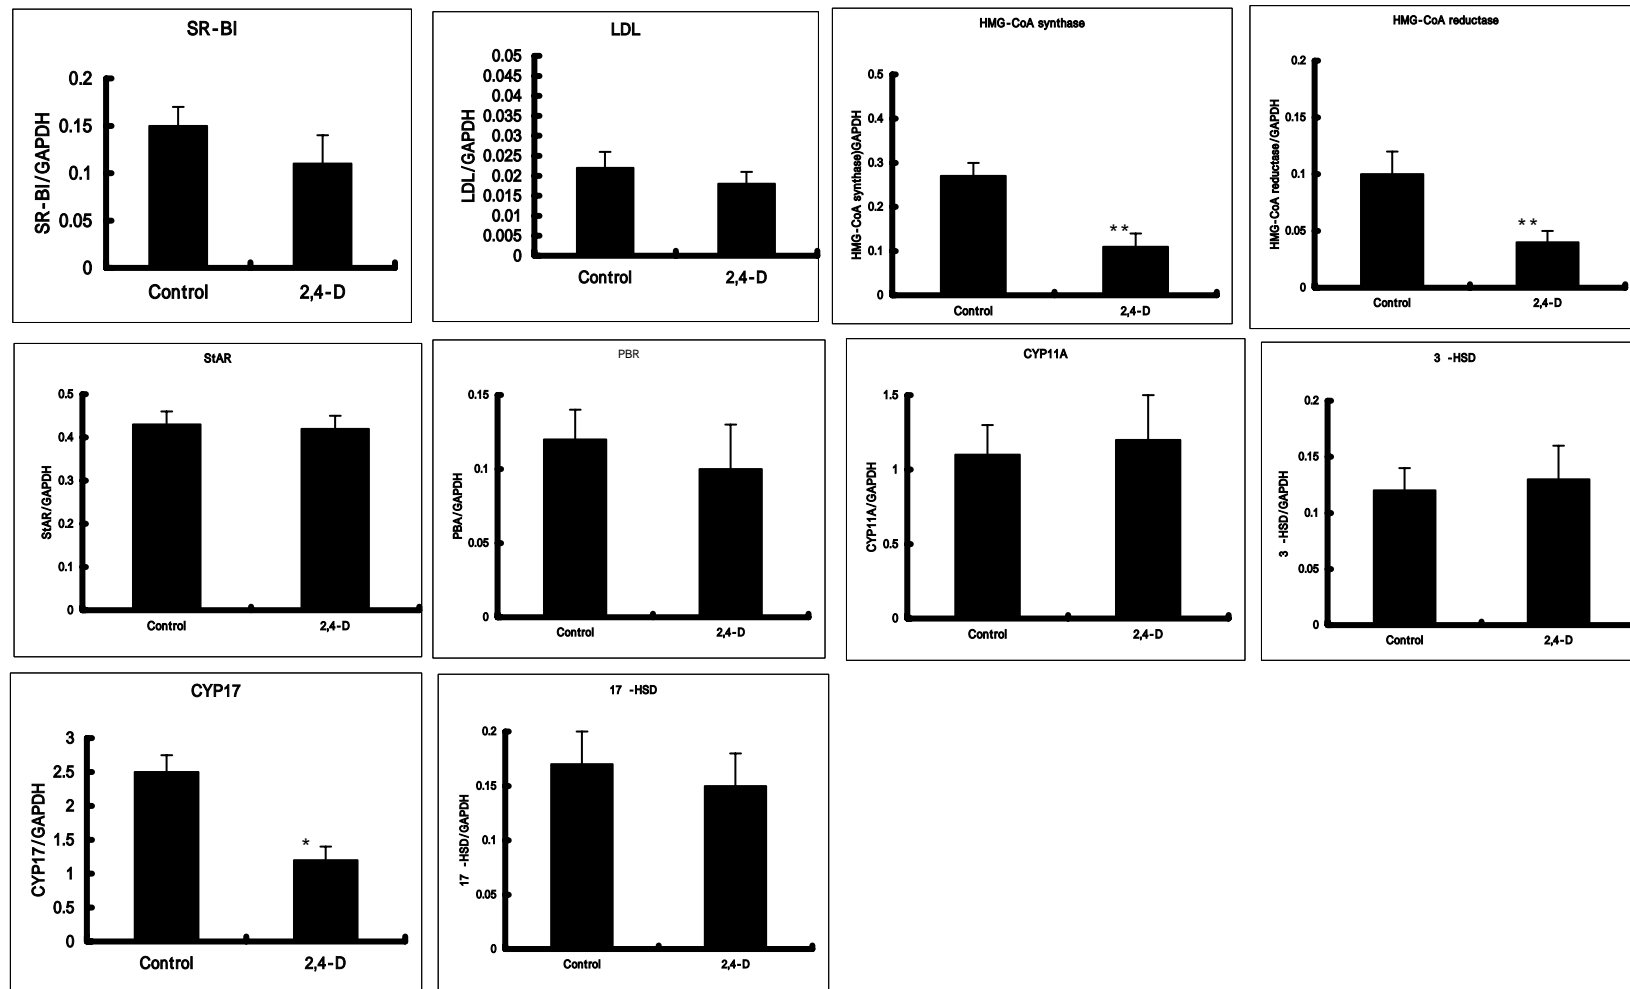 SR-BI
SR-BI/GAPDH
0.2
0.15
0.1
0.05
0
Control 2,4-D
LDL
LDL/GAPDH
0.05
0.045
0.04
0.035
0.03
0.025
0.02
0.015
0.01
0.005
0
Control 2,4-D
HMG-CoA synthase
HMG-CoA synthase)GAPDH
0.5
0.4
0.3
0.2
0.1
0
**
Control 2,4-D
HMG-CoA reductase
HMG-CoA reductase/GAPDH
0.2
0.15
0.1
0.05
0
**
Control 2,4-D
StAR
StAR/GAPDH
0.5
0.4
0.3
0.2
0.1
0
Control 2,4-D
PBR
PBA/GAPDH
0.15
0.1
0.05
0
Control 2,4-D
CYP11A
CYP11A/GAPDH
1.5
1
0.5
0
Control 2,4-D
3 -HSD
3 -HSD/GAPDH
0.2
0.15
0.1
0.05
0
Control 2,4-D
CYP17
CYP17/GAPDH
3
2.5
2
1.5
1
0.5
0
*
Control 2,4-D
17 -HSD
17 -HSD/GAPDH
0.2
0.15
0.1
0.05
0
Control 2,4-D